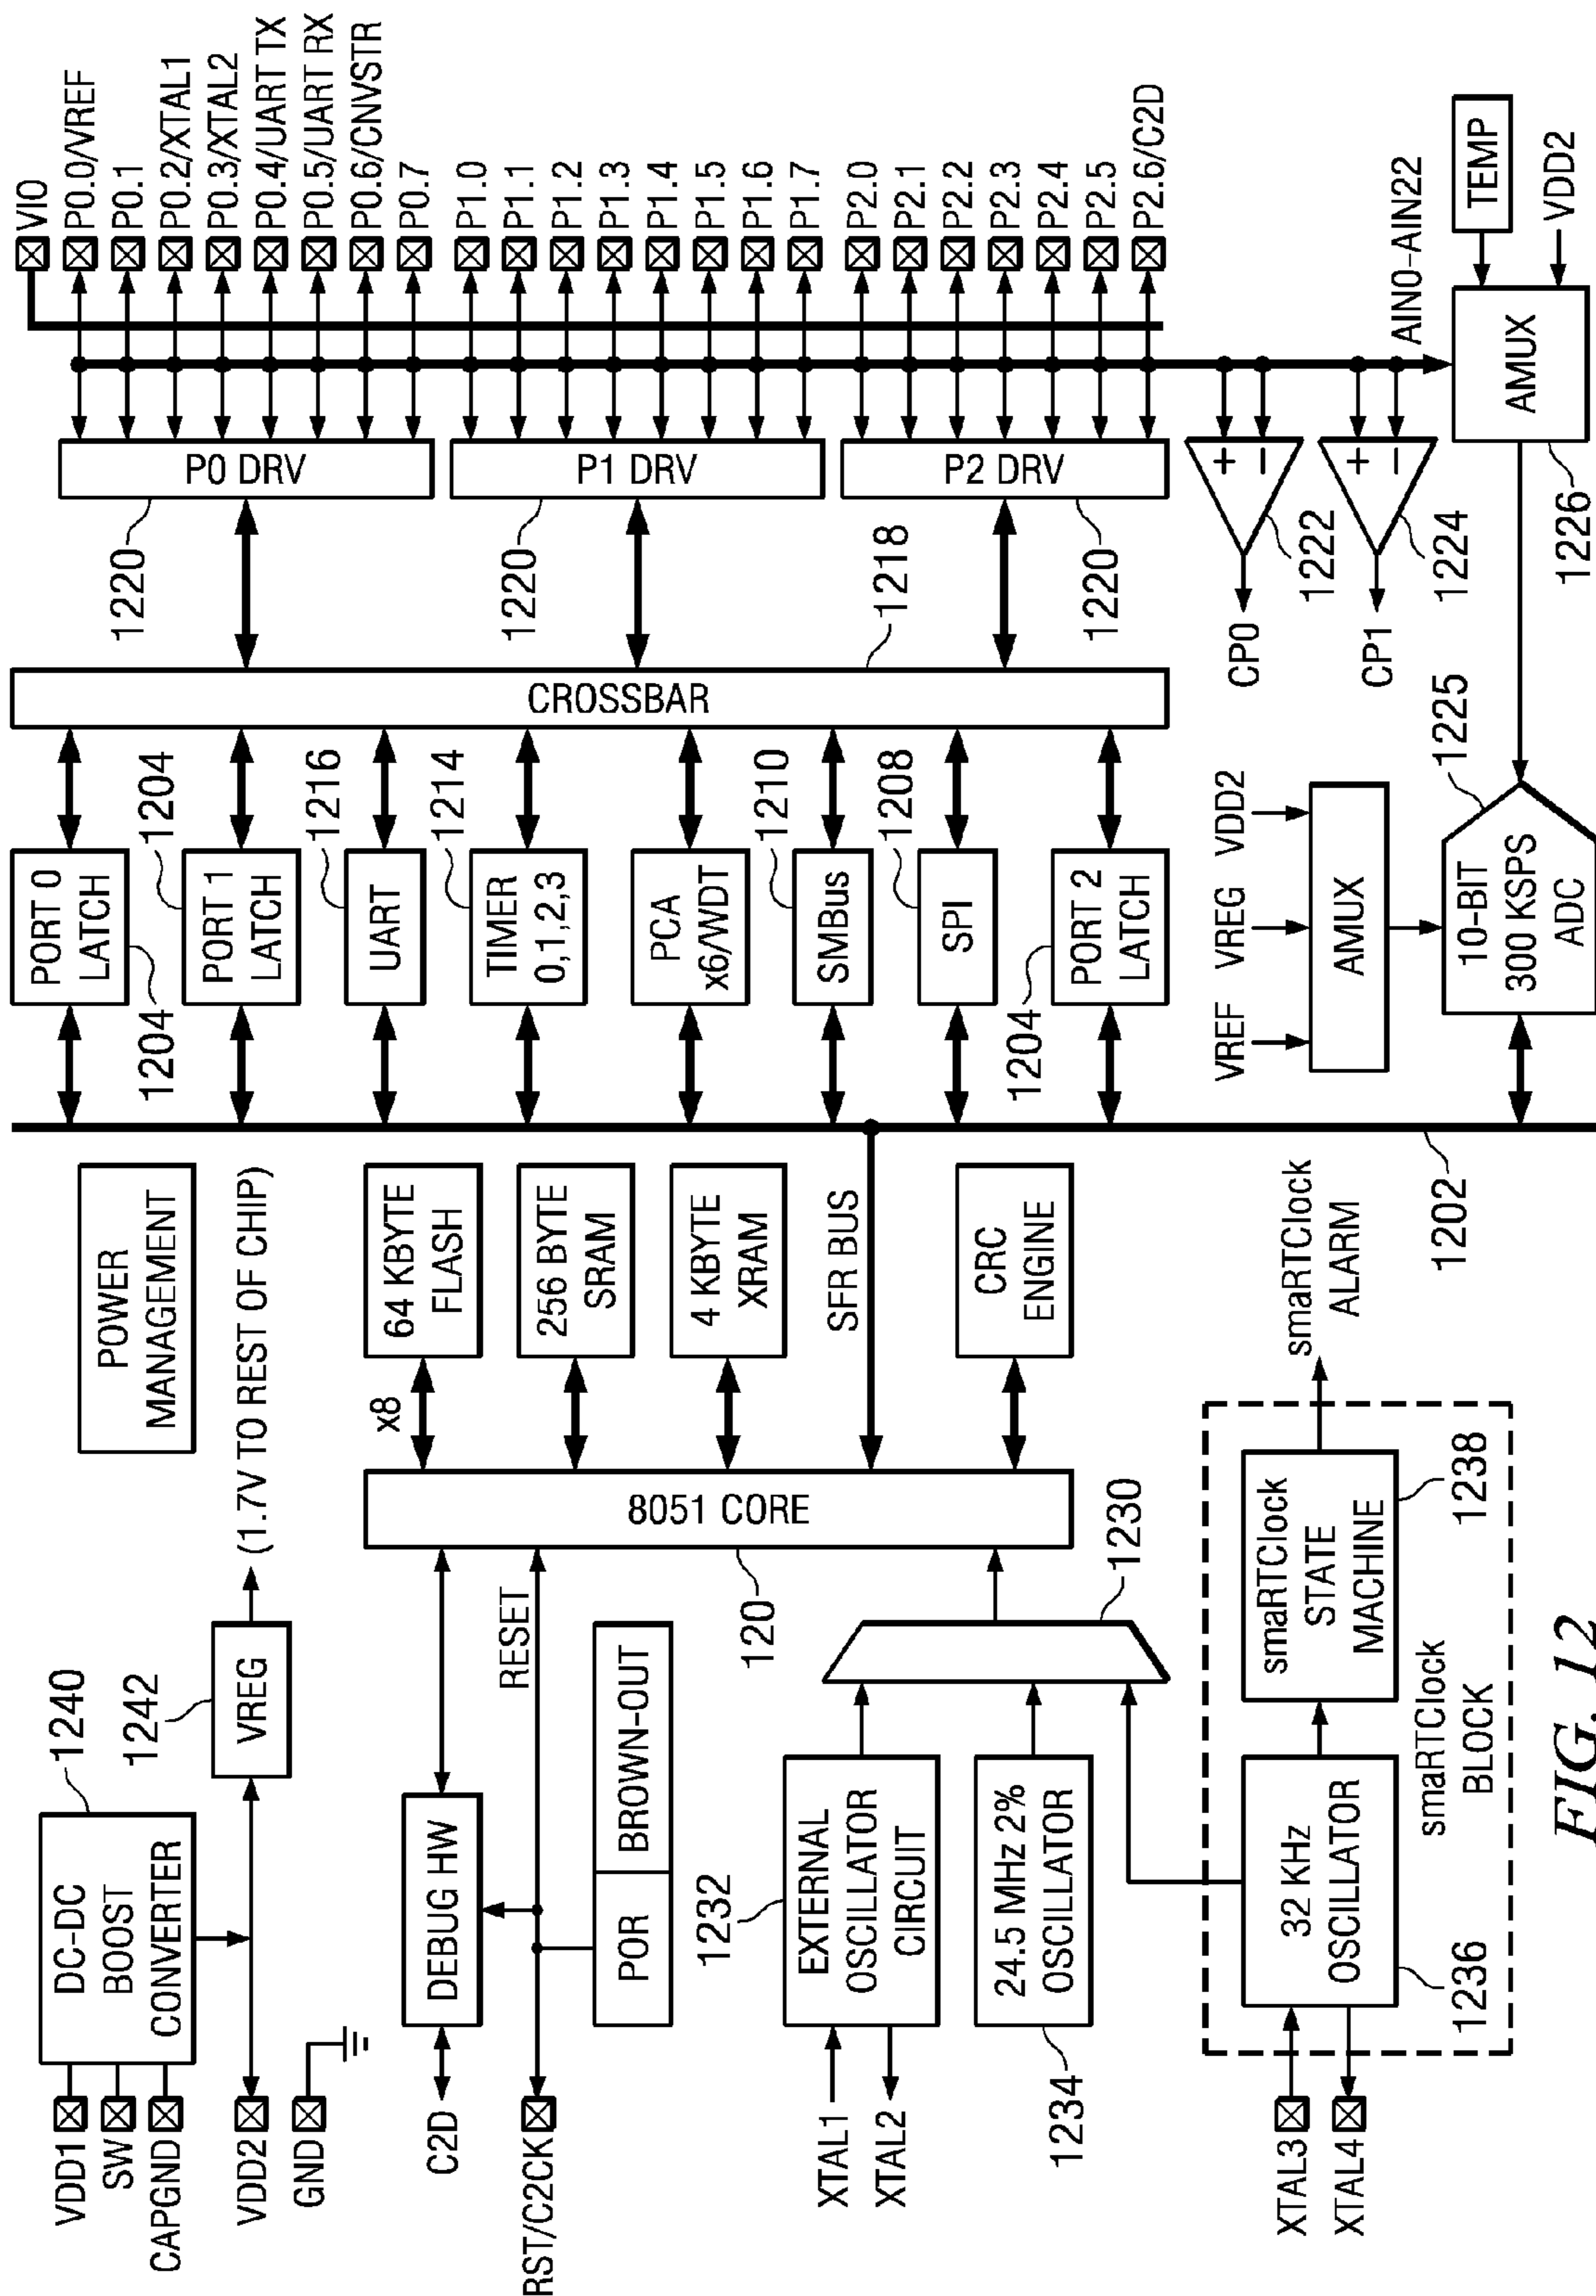 VDD1
SW
CAPGND
VDD2
GND
DC-DC
BOOST
CONVERTER
1240
1242
VREG
(1.7V TO REST OF CHIP)
POWER
MANAGEMENT
C2D
RST/C2CK
DEBUG HW
RESET
POR
BROWN-OUT
120
8051 CORE
x8
64 KBYTE
FLASH
256 BYTE
SRAM
4 KBYTE
XRAM
SFR BUS
CRC
ENGINE
XTAL1
XTAL2
1232
EXTERNAL
OSCILLATOR
CIRCUIT
1234
24.5 MHz 2%
OSCILLATOR
1230
XTAL3
XTAL4
1236
32 KHz
OSCILLATOR
smaRTClock
STATE
MACHINE
1238
smaRTClock
BLOCK
smaRTClock
ALARM
1202
PORT 0
LATCH
1204
PORT 1
LATCH
1204
UART
1216
TIMER
0,1,2,3
1214
PCA
x6/WDT
SMBus
1210
SPI
1208
PORT 2
LATCH
1204
VREF
VREG
VDD2
AMUX
10-BIT
300 KSPS
ADC
1225
CROSSBAR
1218
1220
P0 DRV
1220
P1 DRV
1220
P2 DRV
CP0
+
−
1222
CP1
+
−
1224
AIN0-AIN22
AMUX
1226
TEMP
VDD2
VIO
P0.0/VREF
P0.1
P0.2/XTAL1
P0.3/XTAL2
P0.4/UART TX
P0.5/UART RX
P0.6/CNVSTR
P0.7
P1.0
P1.1
P1.2
P1.3
P1.4
P1.5
P1.6
P1.7
P2.0
P2.1
P2.2
P2.3
P2.4
P2.5
P2.6/C2D
FIG. 12